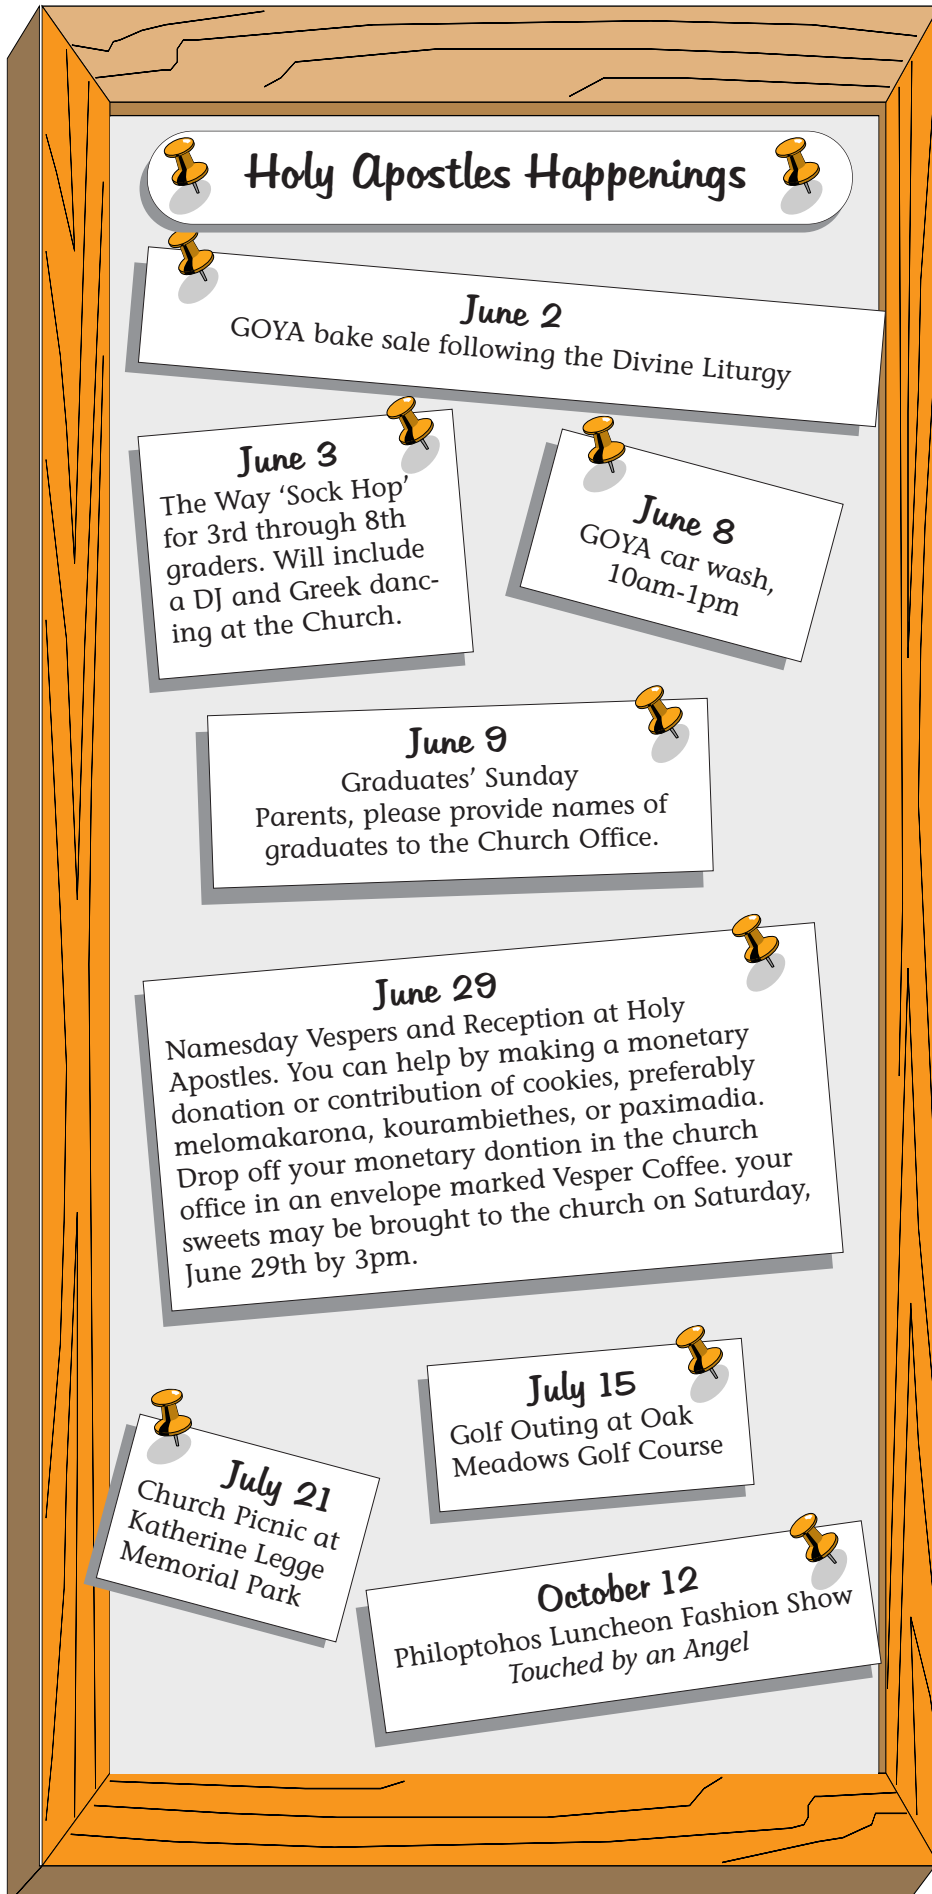 Holy Apostles Happenings
June 2
GOYA bake sale following the Divine Liturgy
June 3
The Way ‘Sock Hop’
for 3rd through 8th
graders. Will include
a DJ and Greek danc-
ing at the Church.
June 8
GOYA car wash,
10am-1pm
June 9
Graduates’ Sunday
Parents, please provide names of
graduates to the Church Office.
June 29
Namesday Vespers and Reception at Holy
Apostles. You can help by making a monetary
donation or contribution of cookies, preferably
melomakarona, kourambiethes, or paximadia.
Drop off your monetary dontion in the church
office in an envelope marked Vesper Coffee. your
sweets may be brought to the church on Saturday,
June 29th by 3pm.
July 15
Golf Outing at Oak
Meadows Golf Course
July 21
Church Picnic at
Katherine Legge
Memorial Park
October 12
Philoptohos Luncheon Fashion Show
Touched by an Angel